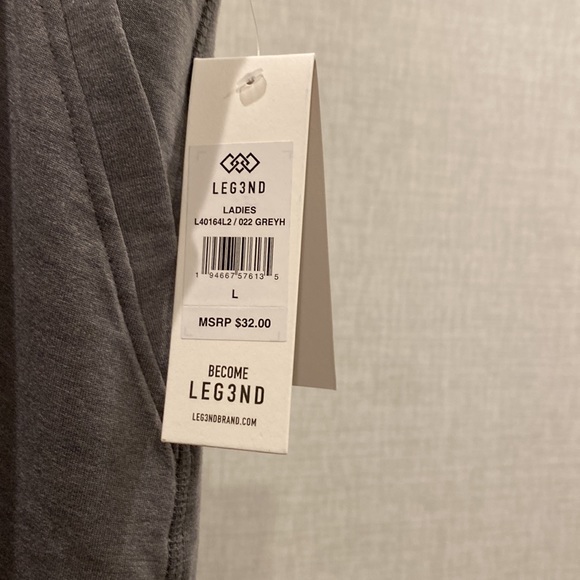 LEG3ND
LADIES
L40164L2 / 022 GREYH
1 94667 57613 5
L
MSRP $32.00
BECOME
LEG3ND
LEG3NDBRAND.COM